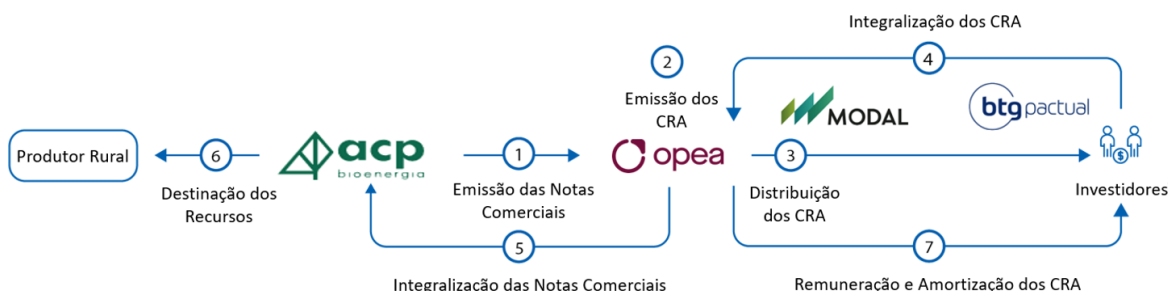 Integralização dos CRA
4
2
Emissão dos
CRA
MODAL
btg pactual
Produtor Rural
6
acp
bioenergia
1
opea
3
Destinação dos
Recursos
Emissão das Notas
Comerciais
Distribuição
dos CRA
Investidores
$
5
7
Integralização das Notas Comerciais
Remuneração e Amortização dos CRA